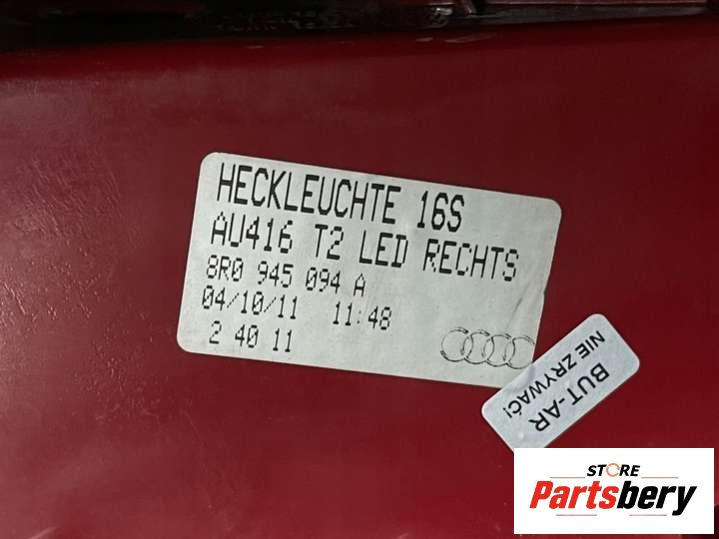 HECKLEUCHTE 16S
AU416 T2 LED RECHTS
8R0 945 094 A
04/10/11 11:48
2 40 11
BUT-AR
NIE ZRYWAĆ!
STORE
Partsbery